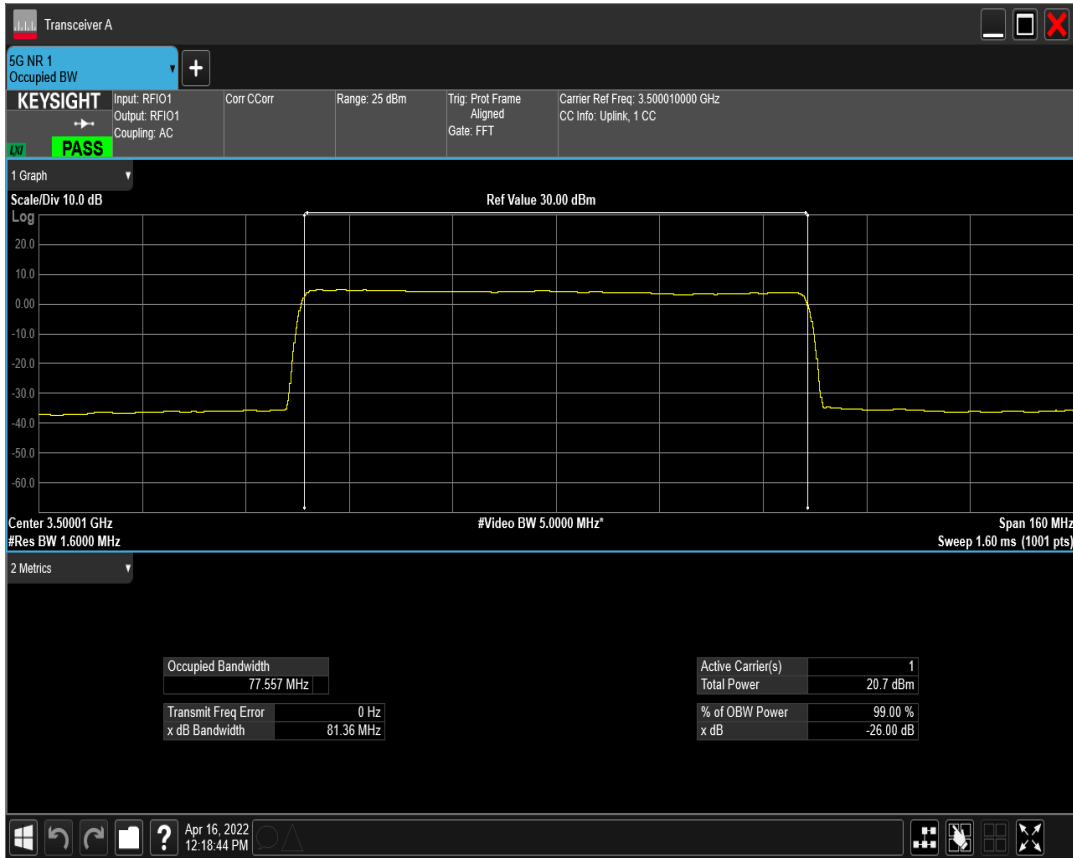 Transceiver A
5G NR 1
Occupied BW
KEYSIGHT
LXI
PASS
Input: RFIO1
Output: RFIO1
Coupling: AC
Corr CCorr
Range: 25 dBm
Trig: Prot Frame
Aligned
Gate: FFT
Carrier Ref Freq: 3.500010000 GHz
CC Info: Uplink, 1 CC
1 Graph
Scale/Div 10.0 dB
Ref Value 30.00 dBm
Log
20.0
10.0
0.00
-10.0
-20.0
-30.0
-40.0
-50.0
-60.0
Center 3.50001 GHz
#Video BW 5.0000 MHz*
Span 160 MHz
#Res BW 1.6000 MHz
Sweep 1.60 ms (1001 pts)
2 Metrics
Occupied Bandwidth
77.557 MHz
Transmit Freq Error 0 Hz
x dB Bandwidth 81.36 MHz
Active Carrier(s) 1
Total Power 20.7 dBm
% of OBW Power 99.00 %
x dB -26.00 dB
?
Apr 16, 2022
12:18:44 PM